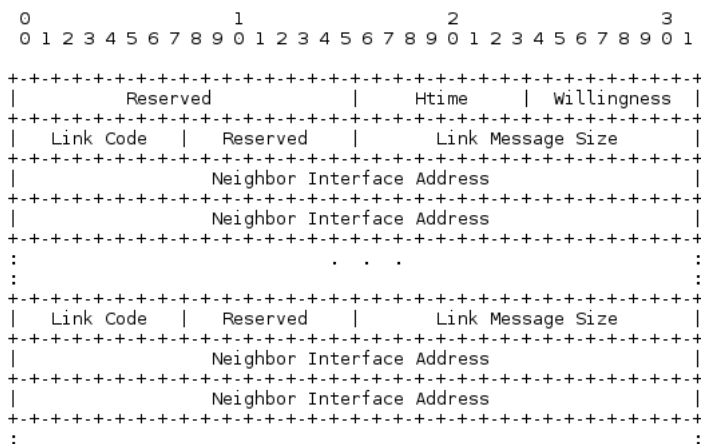 0                   1                   2                   3
 0 1 2 3 4 5 6 7 8 9 0 1 2 3 4 5 6 7 8 9 0 1 2 3 4 5 6 7 8 9 0 1
+-+-+-+-+-+-+-+-+-+-+-+-+-+-+-+-+-+-+-+-+-+-+-+-+-+-+-+-+-+-+-+-+
|          Reserved             |     Htime     |  Willingness  |
+-+-+-+-+-+-+-+-+-+-+-+-+-+-+-+-+-+-+-+-+-+-+-+-+-+-+-+-+-+-+-+-+
|   Link Code   |   Reserved    |       Link Message Size       |
+-+-+-+-+-+-+-+-+-+-+-+-+-+-+-+-+-+-+-+-+-+-+-+-+-+-+-+-+-+-+-+-+
|                  Neighbor Interface Address                   |
+-+-+-+-+-+-+-+-+-+-+-+-+-+-+-+-+-+-+-+-+-+-+-+-+-+-+-+-+-+-+-+-+
|                  Neighbor Interface Address                   |
+-+-+-+-+-+-+-+-+-+-+-+-+-+-+-+-+-+-+-+-+-+-+-+-+-+-+-+-+-+-+-+-+
:                             .  .  .                           :
:                                                               :
+-+-+-+-+-+-+-+-+-+-+-+-+-+-+-+-+-+-+-+-+-+-+-+-+-+-+-+-+-+-+-+-+
|   Link Code   |   Reserved    |       Link Message Size       |
+-+-+-+-+-+-+-+-+-+-+-+-+-+-+-+-+-+-+-+-+-+-+-+-+-+-+-+-+-+-+-+-+
|                  Neighbor Interface Address                   |
+-+-+-+-+-+-+-+-+-+-+-+-+-+-+-+-+-+-+-+-+-+-+-+-+-+-+-+-+-+-+-+-+
|                  Neighbor Interface Address                   |
+-+-+-+-+-+-+-+-+-+-+-+-+-+-+-+-+-+-+-+-+-+-+-+-+-+-+-+-+-+-+-+-+
:                                                               :